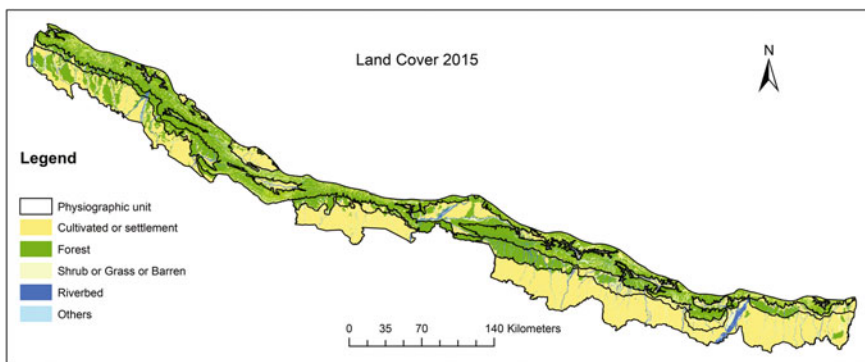 Land Cover 2015
N
Legend
Physiographic unit
Cultivated or settlement
Forest
Shrub or Grass or Barren
Riverbed
Others
0 35 70 140 Kilometers